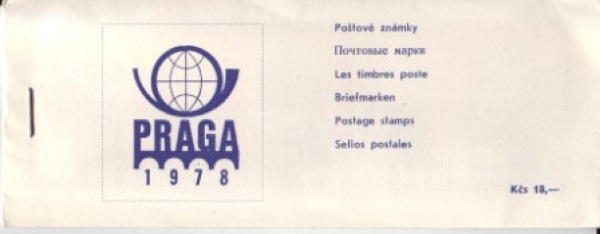 PRAGA
1978
Poštové známky
Почтовые марки
Les timbres poste
Briefmarken
Postage stamps
Sellos postales
Kčs 18,—